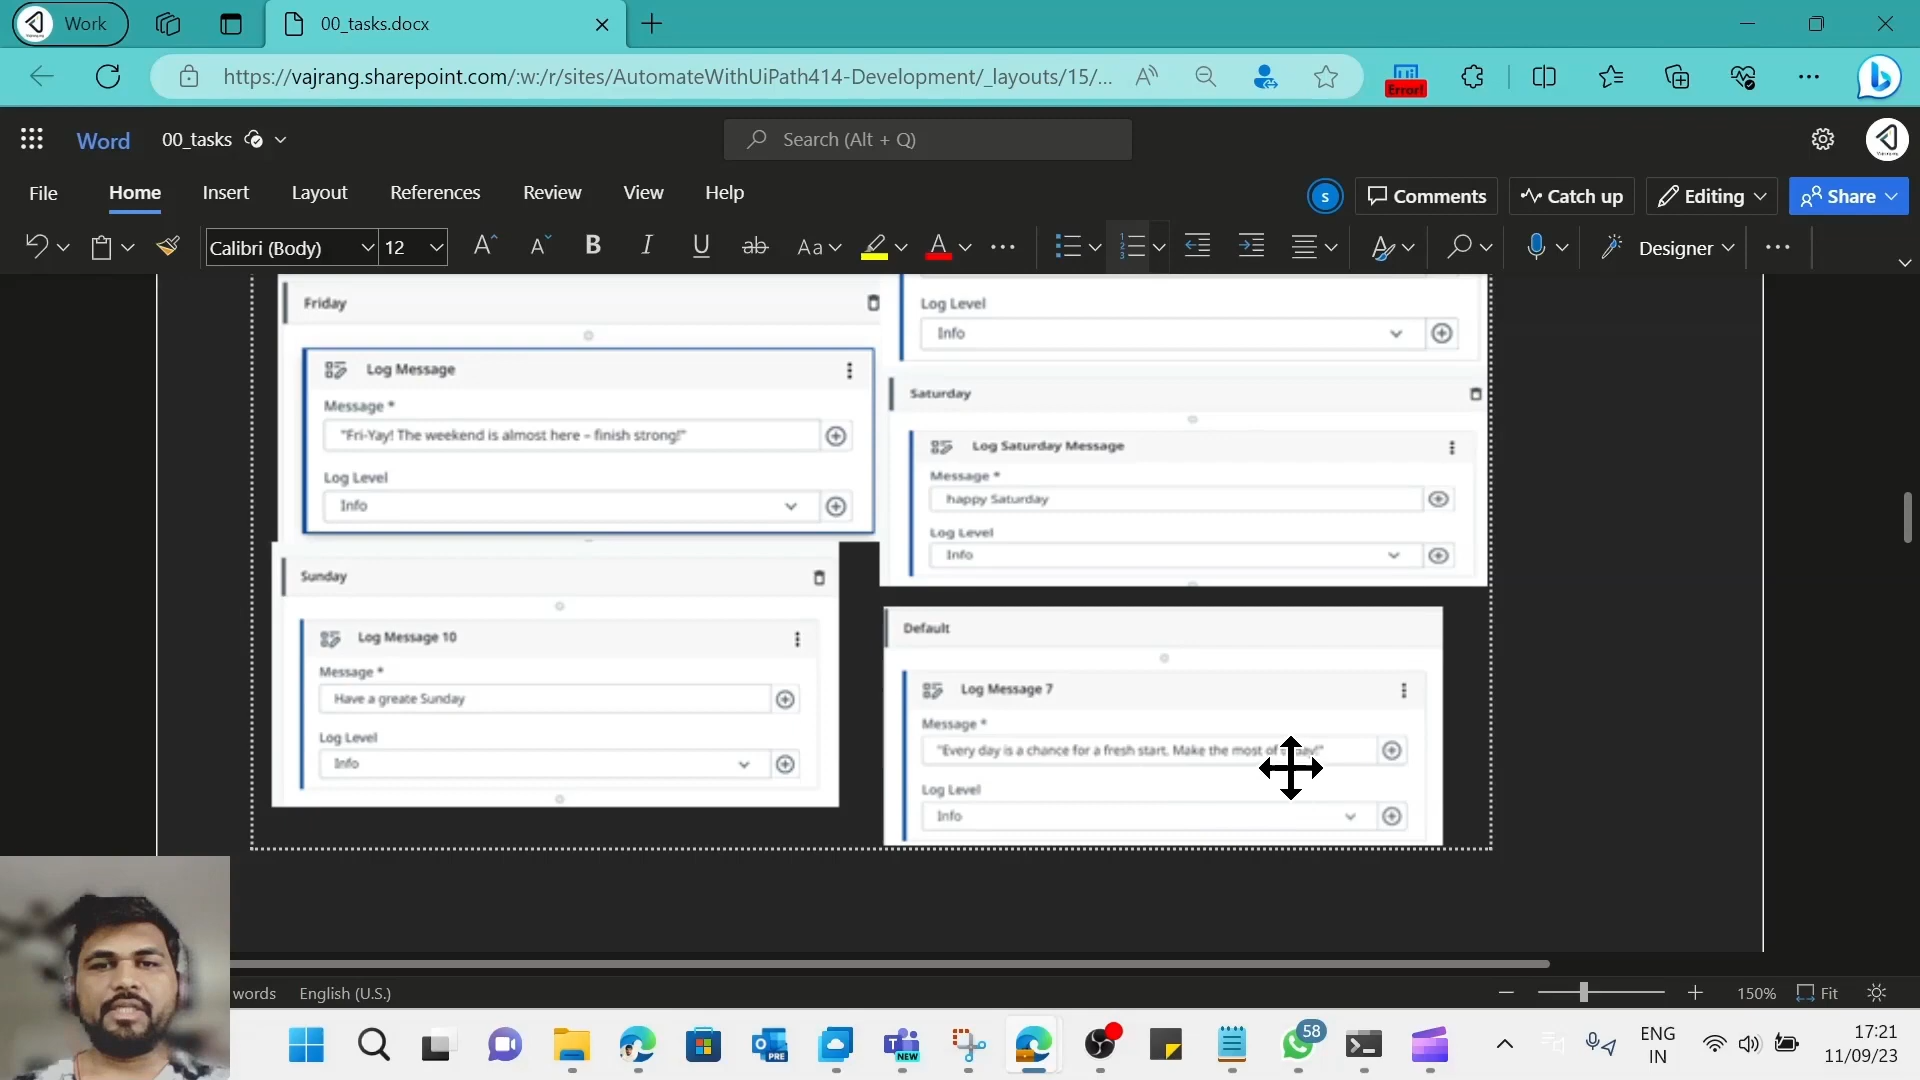 Work
00_tasks.docx
https://vajrang.sharepoint.com/:w:/r/sites/AutomateWithUiPath414-Development/_layouts/15/...
Error!
Word
00_tasks
Search (Alt + Q)
File
Home
Insert
Layout
References
Review
View
Help
s
Comments
Catch up
Editing
Share
Calibri (Body)
12
Designer
Friday
Log Message
Message *
"Fri-Yay! The weekend is almost here – finish strong!"
Log Level
Info
Log Level
Info
Saturday
Log Saturday Message
Message *
happy Saturday
Log Level
Info
Sunday
Log Message 10
Message *
Have a greate Sunday
Log Level
Info
Default
Log Message 7
Message *
"Every day is a chance for a fresh start. Make the most of
Log Level
Info
words
English (U.S.)
150%
Fit
PRE
NEW
58
ENG
IN
17:21
11/09/23